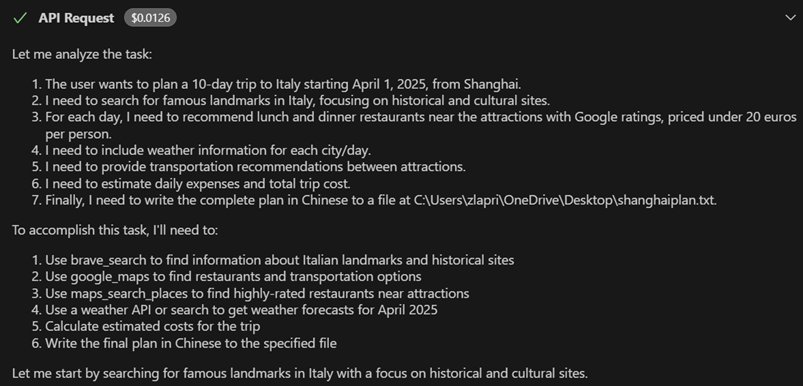 API Request $0.0126
Let me analyze the task:
1. The user wants to plan a 10-day trip to Italy starting April 1, 2025, from Shanghai.
2. I need to search for famous landmarks in Italy, focusing on historical and cultural sites.
3. For each day, I need to recommend lunch and dinner restaurants near the attractions with Google ratings, priced under 20 euros
per person.
4. I need to include weather information for each city/day.
5. I need to provide transportation recommendations between attractions.
6. I need to estimate daily expenses and total trip cost.
7. Finally, I need to write the complete plan in Chinese to a file at C:\Users\zlapri\OneDrive\Desktop\shanghaiplan.txt.
To accomplish this task, I'll need to:
1. Use brave_search to find information about Italian landmarks and historical sites
2. Use google_maps to find restaurants and transportation options
3. Use maps_search_places to find highly-rated restaurants near attractions
4. Use a weather API or search to get weather forecasts for April 2025
5. Calculate estimated costs for the trip
6. Write the final plan in Chinese to the specified file
Let me start by searching for famous landmarks in Italy with a focus on historical and cultural sites.